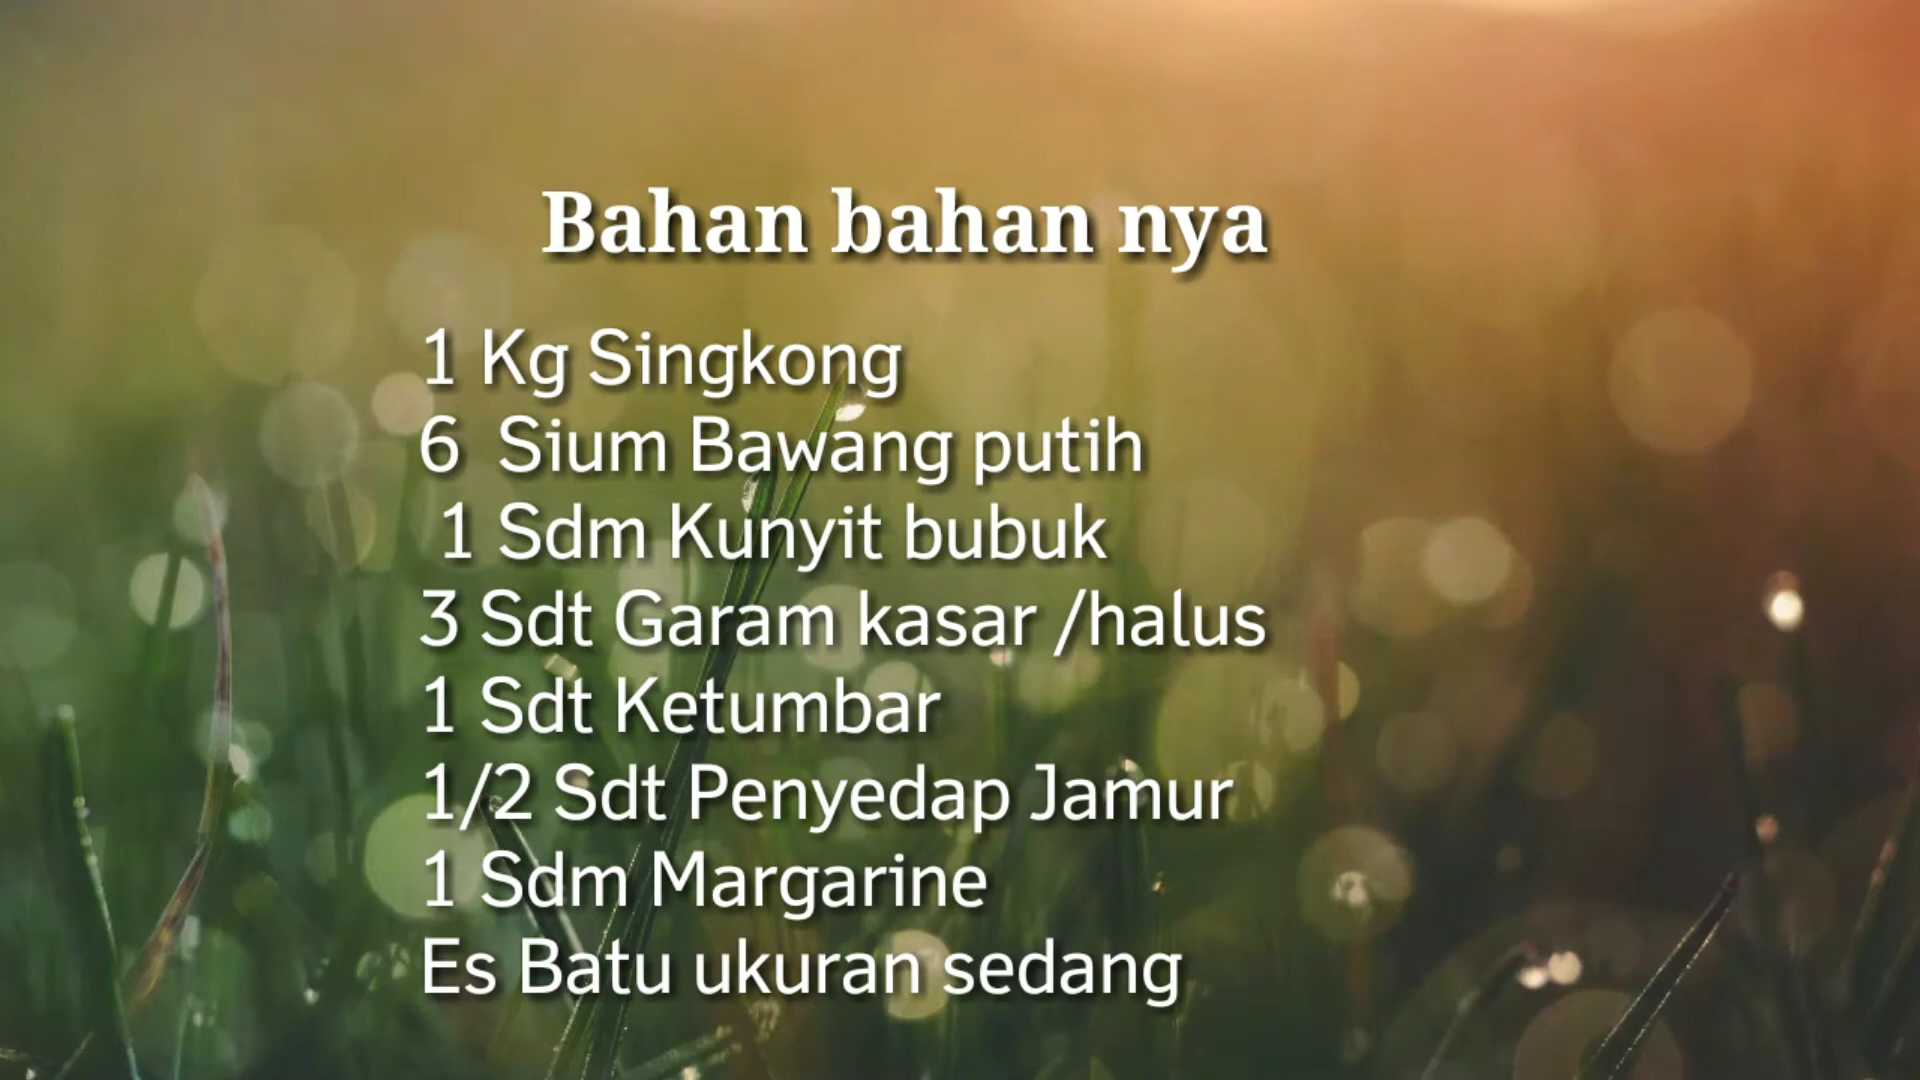 Bahan bahan nya
1 Kg Singkong
6 Sium Bawang putih
1 Sdm Kunyit bubuk
3 Sdt Garam kasar /halus
1 Sdt Ketumbar
1/2 Sdt Penyedap Jamur
1 Sdm Margarine
Es Batu ukuran sedang